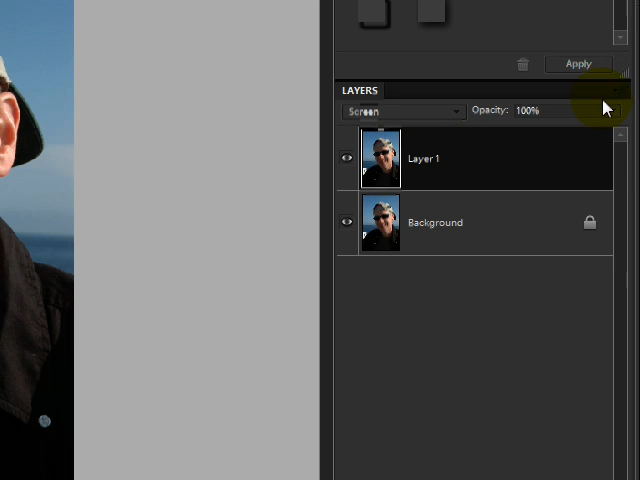 Apply
LAYERS
Screen Opacity: 100%
Layer 1
Background